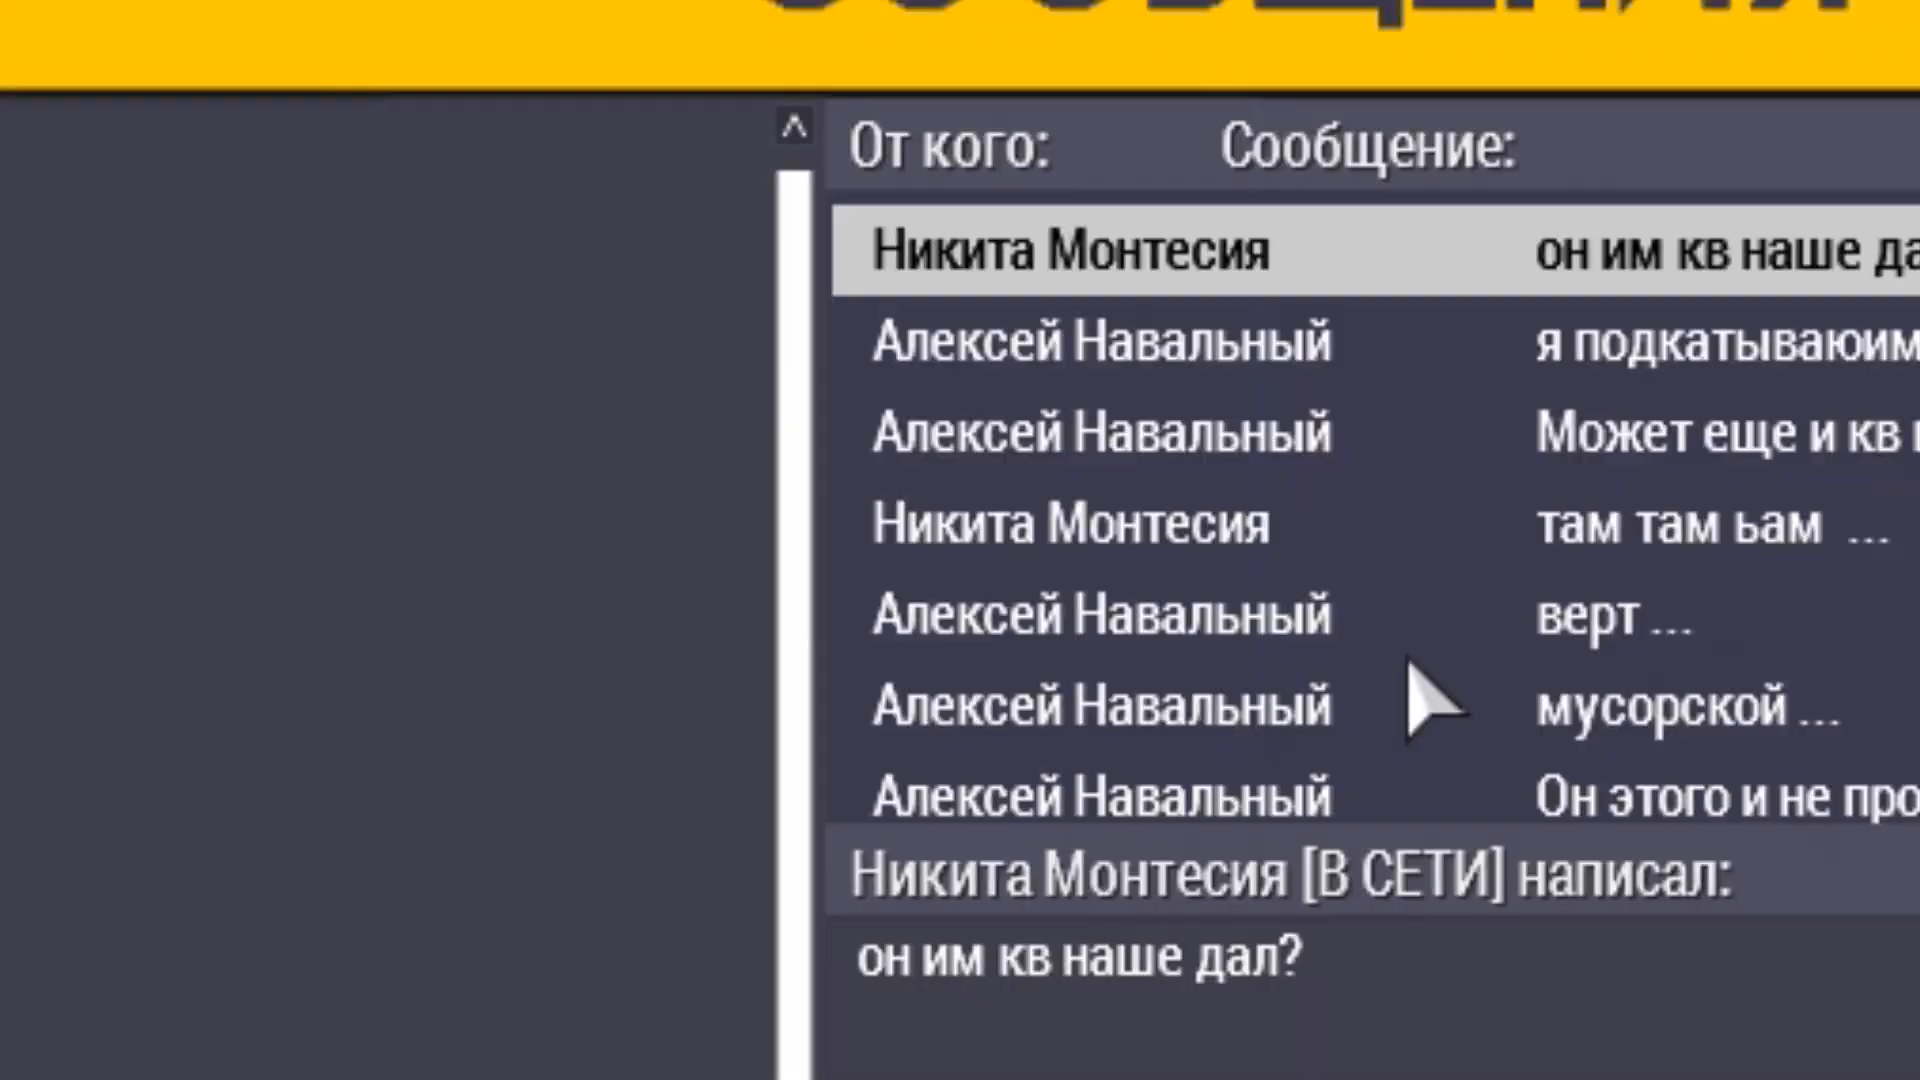 СООБЩЕНИЯ
От кого: Сообщение:
Никита Монтесия он им кв наше да
Алексей Навальный я подкатываюим
Алексей Навальный Может еще и кв
Никита Монтесия там там ьам ...
Алексей Навальный верт ...
Алексей Навальный мусорской ...
Алексей Навальный Он этого и не про
Никита Монтесия [В СЕТИ] написал:
он им кв наше дал?